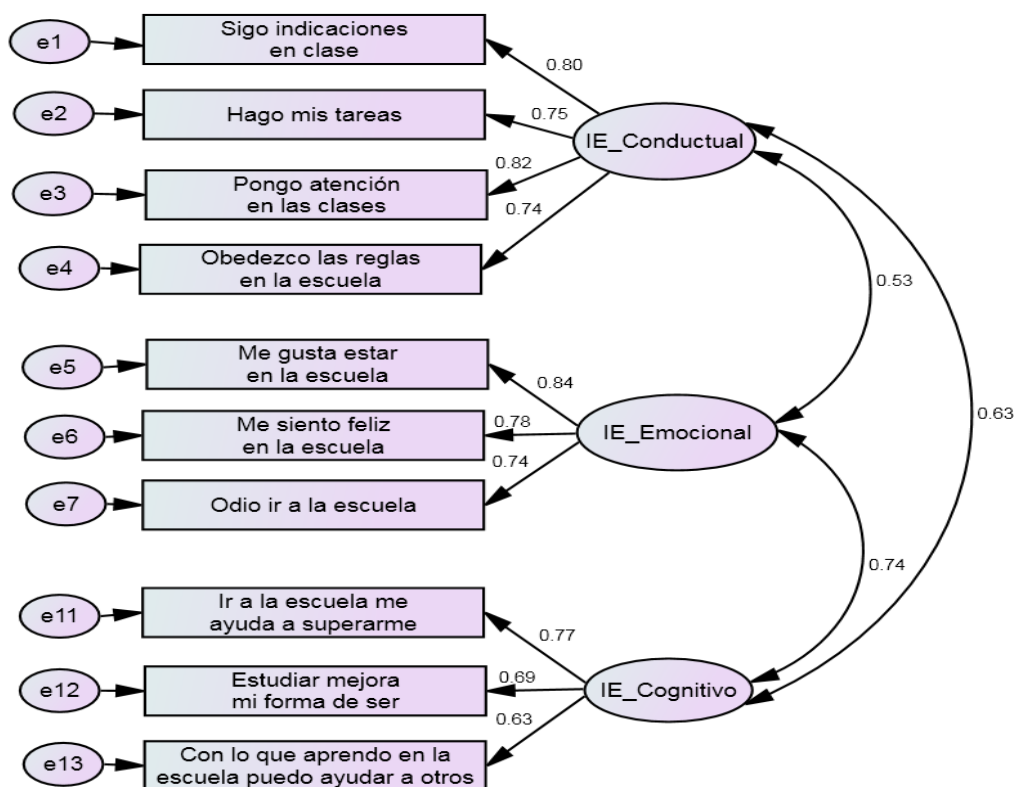 e1
Sigo indicaciones
en clase
0.80
e2
Hago mis tareas
0.75
IE_Conductual
e3
Pongo atención
en las clases
0.82
e4
Obedezco las reglas
en la escuela
0.74
0.53
e5
Me gusta estar
en la escuela
0.84
0.63
e6
Me siento feliz
en la escuela
0.78
IE_Emocional
e7
Odio ir a la escuela
0.74
0.74
e11
Ir a la escuela me
ayuda a superarme
0.77
e12
Estudiar mejora
mi forma de ser
0.69
IE_Cognitivo
e13
Con lo que aprendo en la
escuela puedo ayudar a otros
0.63